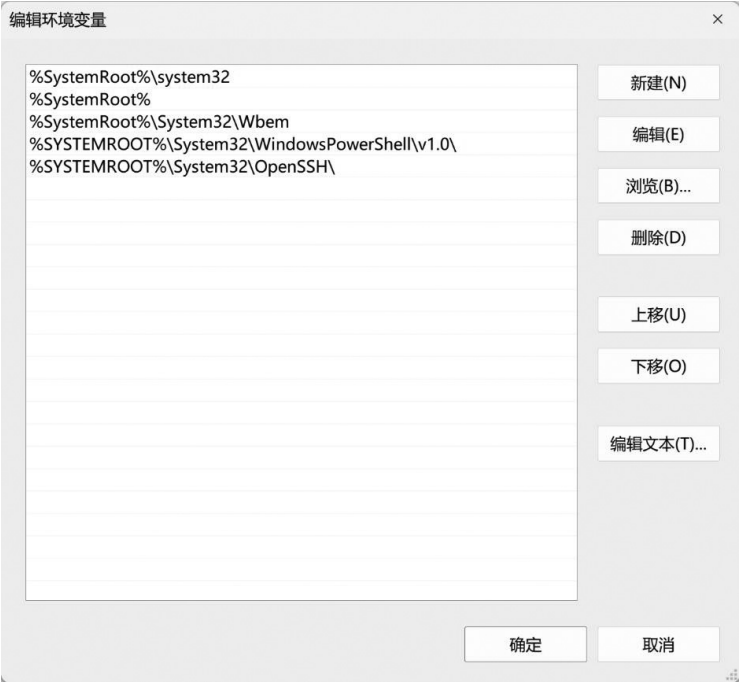 编辑环境变量
%SystemRoot%\system32
%SystemRoot%
%SystemRoot%\System32\Wbem
%SYSTEMROOT%\System32\WindowsPowerShell\v1.0\
%SYSTEMROOT%\System32\OpenSSH\
新建(N)
编辑(E)
浏览(B)...
删除(D)
上移(U)
下移(O)
编辑文本(T)...
确定
取消